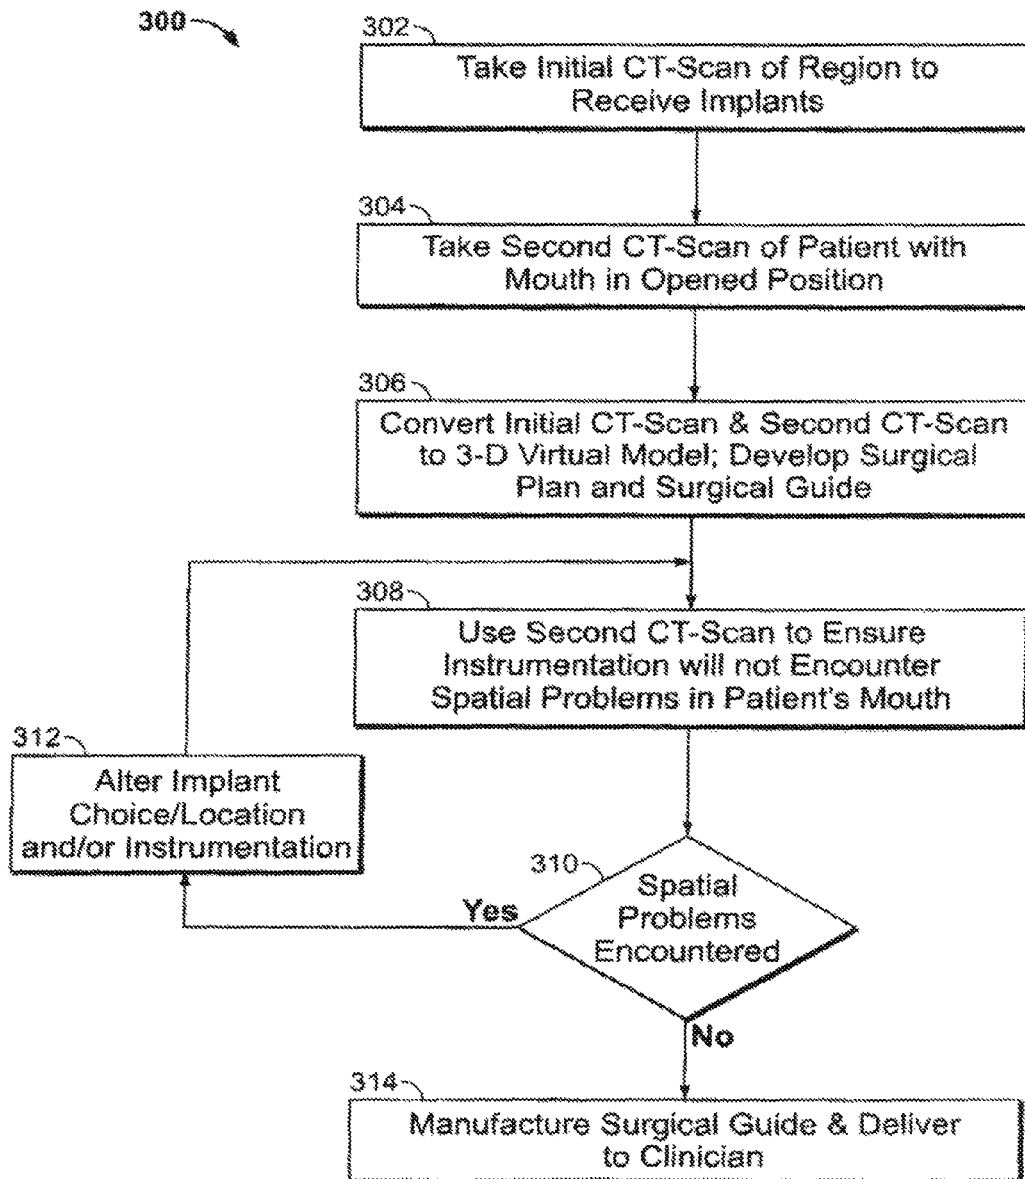 300
302
Take Initial CT-Scan of Region to
Receive Implants
304
Take Second CT-Scan of Patient with
Mouth in Opened Position
306
Convert Initial CT-Scan & Second CT-Scan
to 3-D Virtual Model; Develop Surgical
Plan and Surgical Guide
308
Use Second CT-Scan to Ensure
Instrumentation will not Encounter
Spatial Problems in Patient's Mouth
312
Alter Implant
Choice/Location
and/or Instrumentation
310
Spatial
Problems
Encountered
Yes
No
314
Manufacture Surgical Guide & Deliver
to Clinician